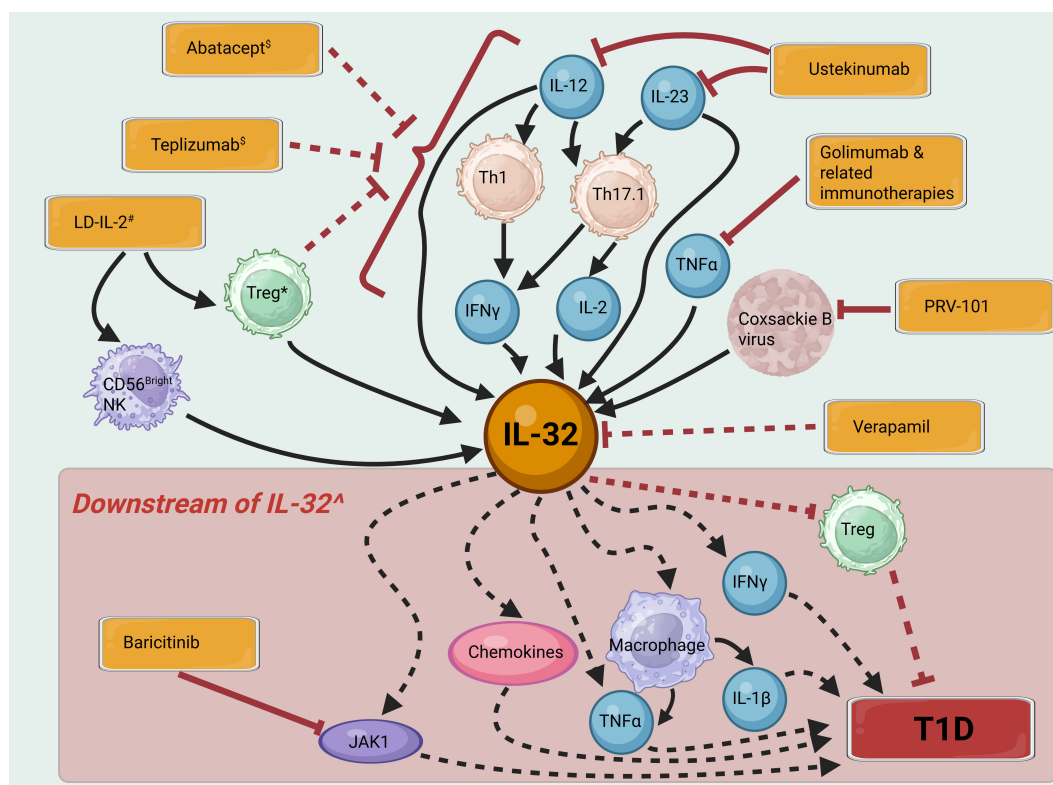 Abatacept$
IL-12
IL-23
Ustekinumab
Teplizumab$
Th1
Th17.1
Golimumab &
related
immunotherapies
LD-IL-2#
Treg*
TNFα
IFNγ
IL-2
Coxsackie B
virus
PRV-101
CD56Bright
NK
IL-32
Verapamil
Downstream of IL-32^
Treg
IFNγ
Baricitinib
Chemokines
Macrophage
IL-1β
TNFα
JAK1
T1D